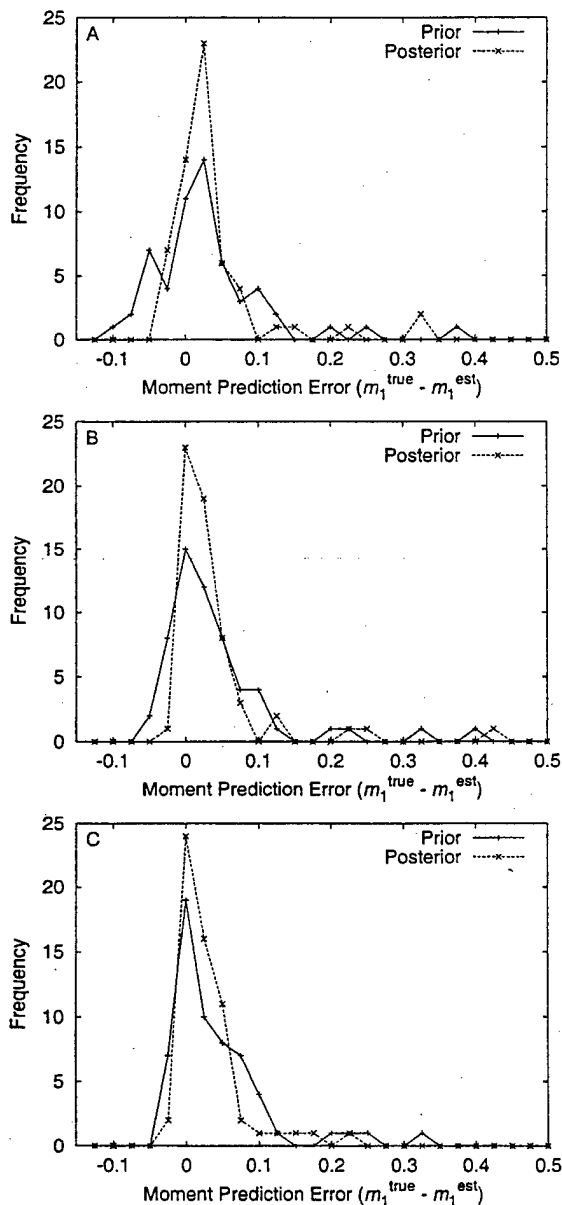 A
Prior
Posterior
25
20
15
10
5
0
Frequency
-0.1 0 0.1 0.2 0.3 0.4 0.5
Moment Prediction Error (m₁ᵗʳᵘᵉ - m₁ᵉˢᵗ)
B
Prior
Posterior
25
20
15
10
5
0
Frequency
-0.1 0 0.1 0.2 0.3 0.4 0.5
Moment Prediction Error (m₁ᵗʳᵘᵉ - m₁ᵉˢᵗ)
C
Prior
Posterior
25
20
15
10
5
0
Frequency
-0.1 0 0.1 0.2 0.3 0.4 0.5
Moment Prediction Error (m₁ᵗʳᵘᵉ - m₁ᵉˢᵗ)